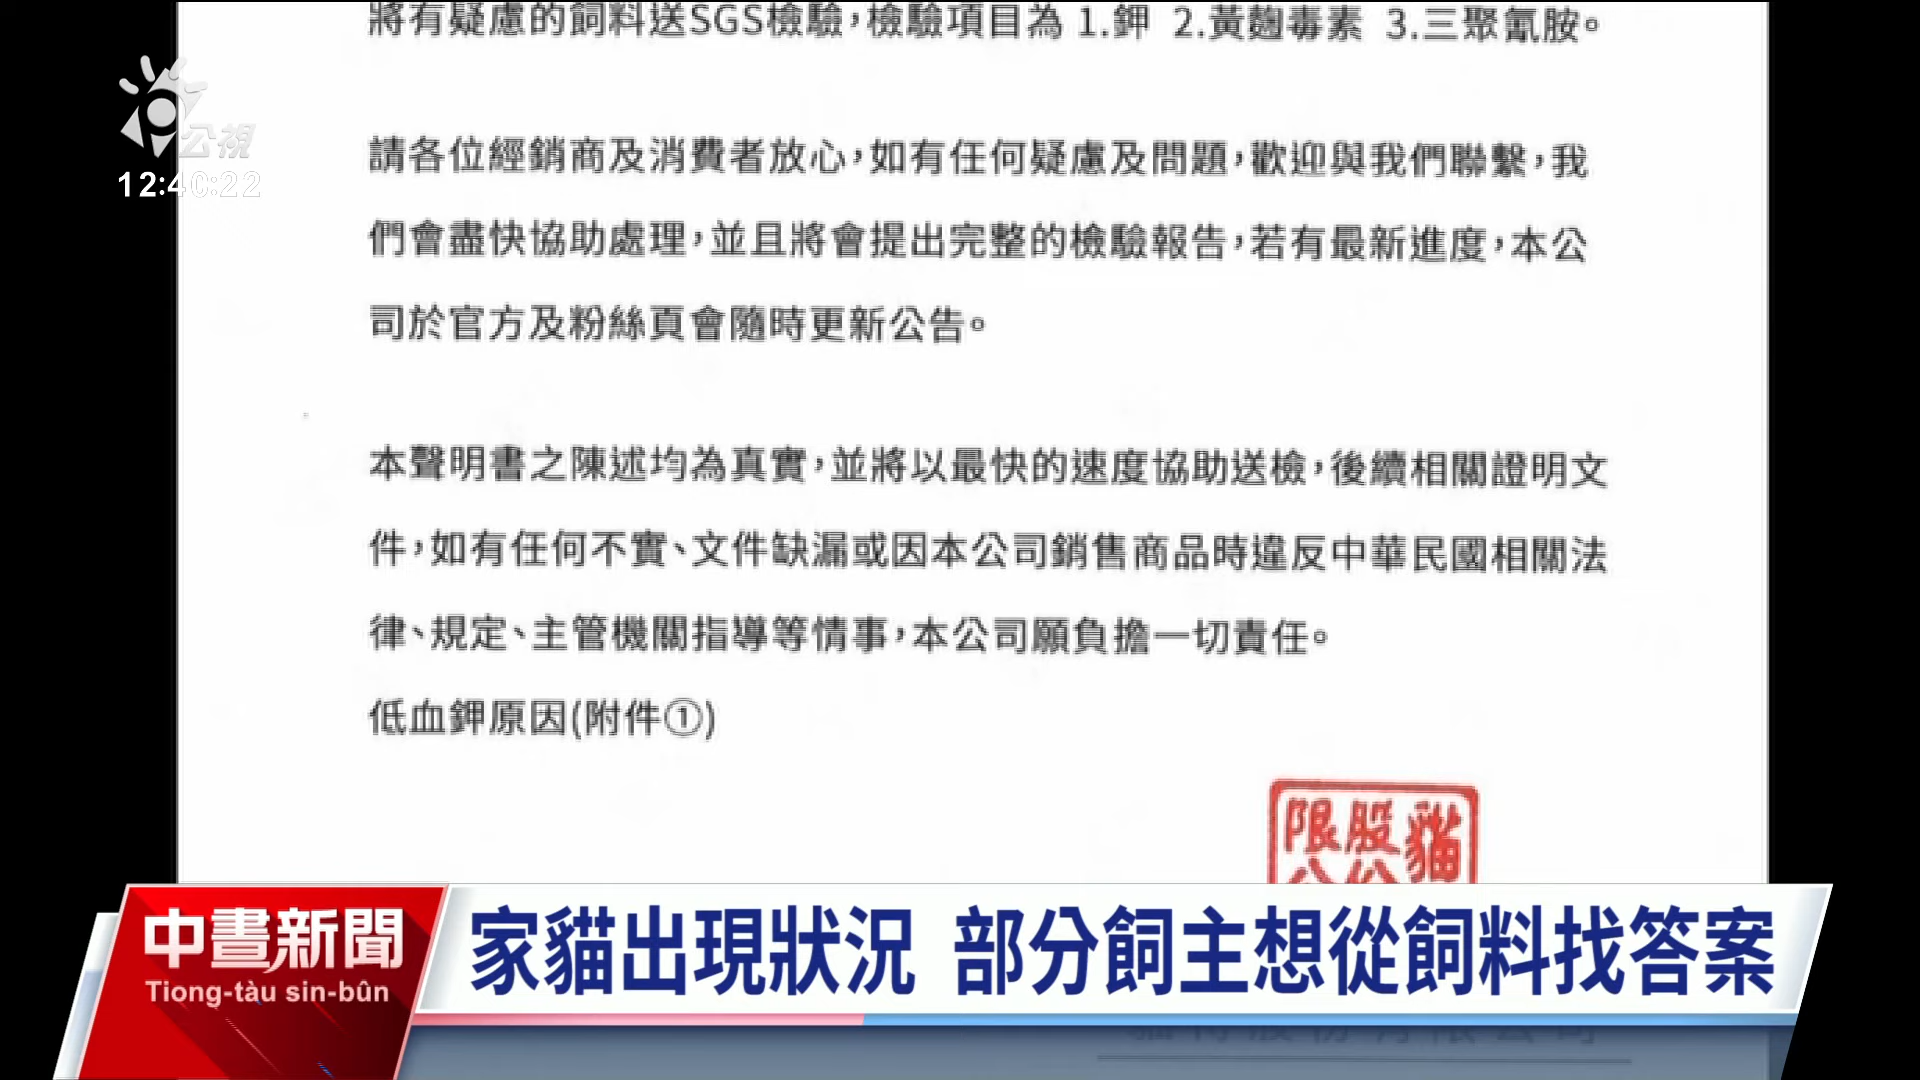 將有疑慮的飼料送SGS檢驗，檢驗項目為 1.鉀 2.黃麴毒素 3.三聚氰胺。
公視
12:40:22
請各位經銷商及消費者放心，如有任何疑慮及問題，歡迎與我們聯繫，我
們會盡快協助處理，並且將會提出完整的檢驗報告，若有最新進度，本公
司於官方及粉絲頁會隨時更新公告。
本聲明書之陳述均為真實，並將以最快的速度協助送檢，後續相關證明文
件，如有任何不實、文件缺漏或因本公司銷售商品時違反中華民國相關法
律、規定、主管機關指導等情事，本公司願負擔一切責任。
低血鉀原因(附件①)
限股貓
中晝新聞
Tiong-tàu sin-bûn
家貓出現狀況 部分飼主想從飼料找答案